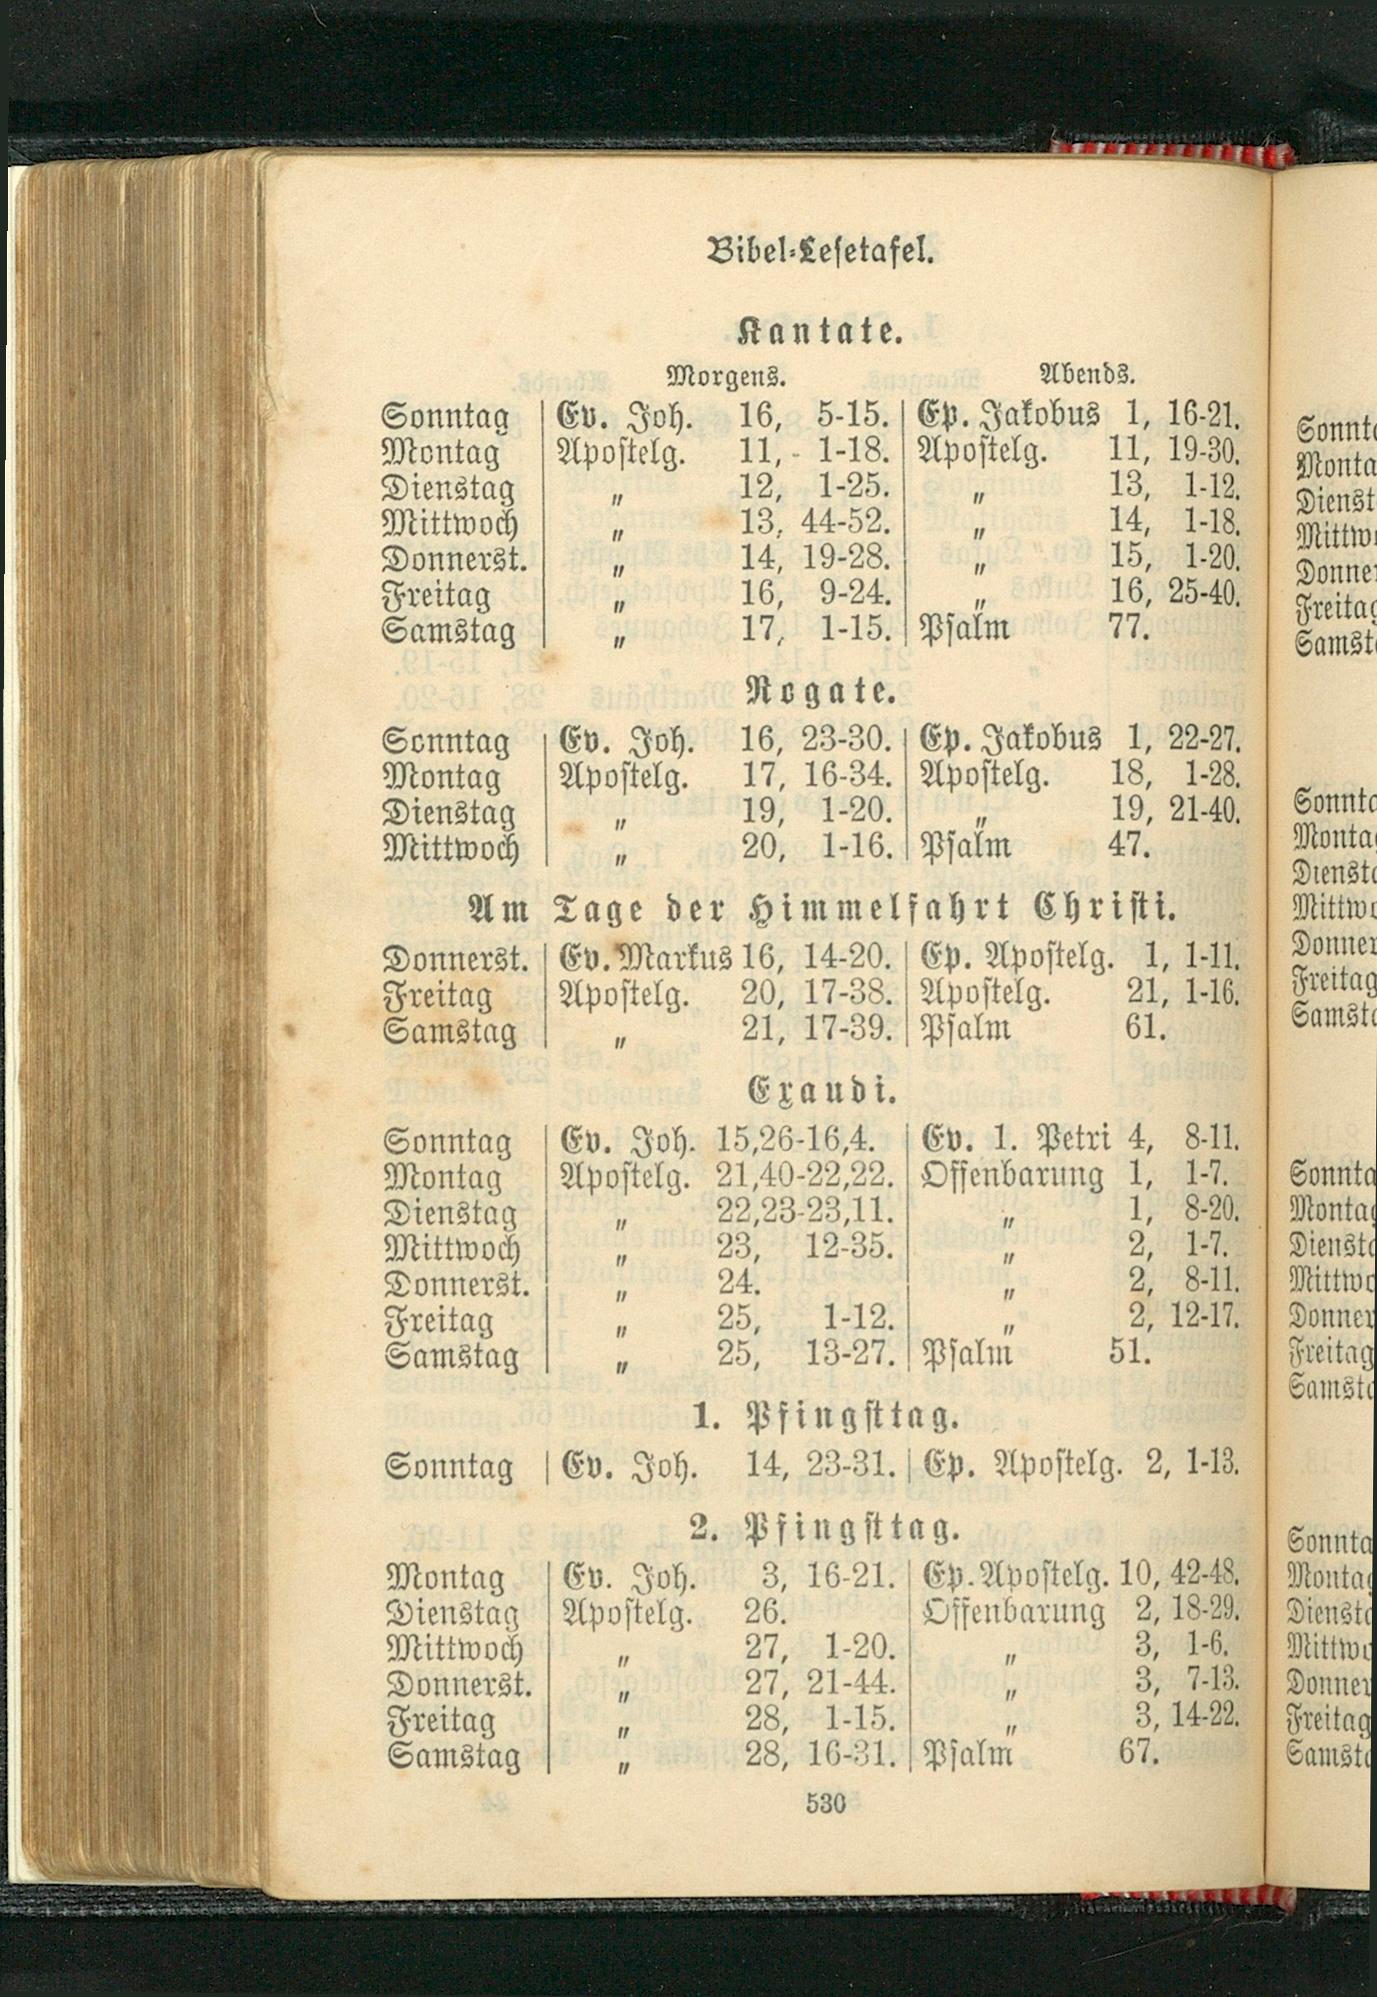 Bibel-Lesetafel.
Kantate.
Morgens. Abends.
Sonntag Ev. Joh. 16, 5-15. Ep. Jakobus 1, 16-21.
Montag Apostelg. 11, 1-18. Apostelg. 11, 19-30.
Dienstag „ 12, 1-25. „ 13, 1-12.
Mittwoch „ 13, 44-52. „ 14, 1-18.
Donnerst. „ 14, 19-28. „ 15, 1-20.
Freitag „ 16, 9-24. „ 16, 25-40.
Samstag „ 17, 1-15. Psalm 77.
Rogate.
Sonntag Ev. Joh. 16, 23-30. Ep. Jakobus 1, 22-27.
Montag Apostelg. 17, 16-34. Apostelg. 18, 1-28.
Dienstag „ 19, 1-20. „ 19, 21-40.
Mittwoch „ 20, 1-16. Psalm 47.
Am Tage der Himmelfahrt Christi.
Donnerst. Ev. Markus 16, 14-20. Ep. Apostelg. 1, 1-11.
Freitag Apostelg. 20, 17-38. Apostelg. 21, 1-16.
Samstag „ 21, 17-39. Psalm 61.
Exaudi.
Sonntag Ev. Joh. 15,26-16,4. Ev. 1. Petri 4, 8-11.
Montag Apostelg. 21,40-22,22. Offenbarung 1, 1-7.
Dienstag „ 22,23-23,11. „ 1, 8-20.
Mittwoch „ 23, 12-35. „ 2, 1-7.
Donnerst. „ 24. „ 2, 8-11.
Freitag „ 25, 1-12. „ 2, 12-17.
Samstag „ 25, 13-27. Psalm 51.
1. Pfingsttag.
Sonntag Ev. Joh. 14, 23-31. Ep. Apostelg. 2, 1-13.
2. Pfingsttag.
Montag Ev. Joh. 3, 16-21. Ep. Apostelg. 10, 42-48.
Dienstag Apostelg. 26. Offenbarung 2, 18-29.
Mittwoch „ 27, 1-20. „ 3, 1-6.
Donnerst. „ 27, 21-44. „ 3, 7-13.
Freitag „ 28, 1-15. „ 3, 14-22.
Samstag „ 28, 16-31. Psalm 67.
530